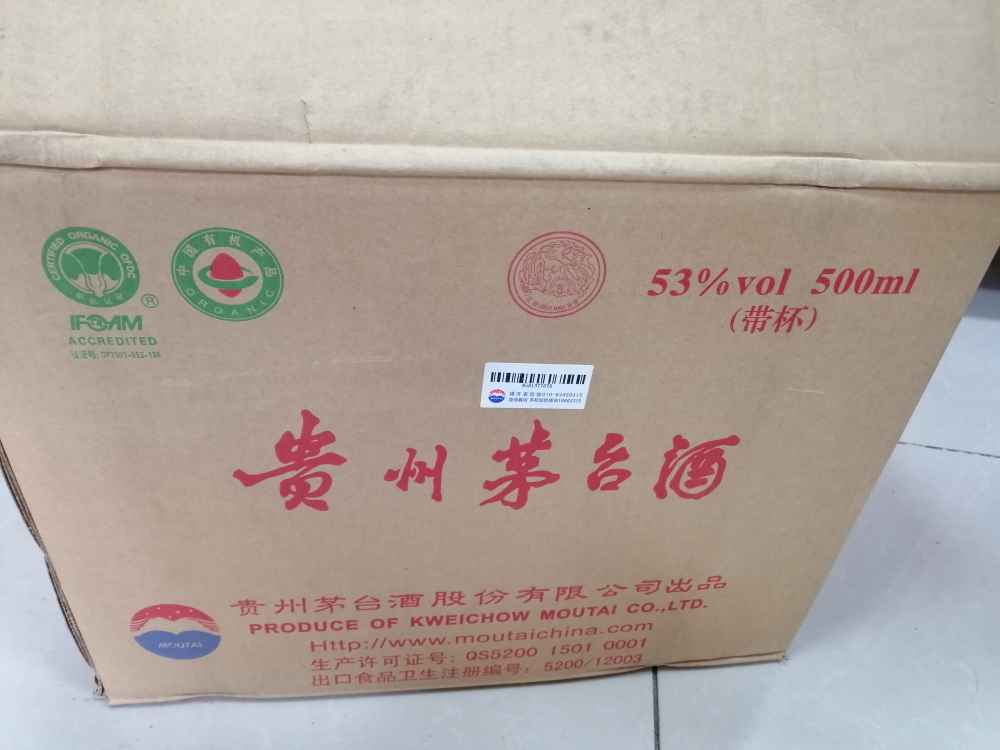 CERTIFIED ORGANIC OFDC
®
IFOAM
ACCREDITED
中国有机产品
ORGANIC
53%vol 500ml
(带杯)
贵州茅台酒
MOUTAI
贵州茅台酒股份有限公司出品
PRODUCE OF KWEICHOW MOUTAI CO.,LTD.
Http://www.moutaichina.com
生产许可证号: QS5200 1501 0001
出口食品卫生注册编号: 5200/12003